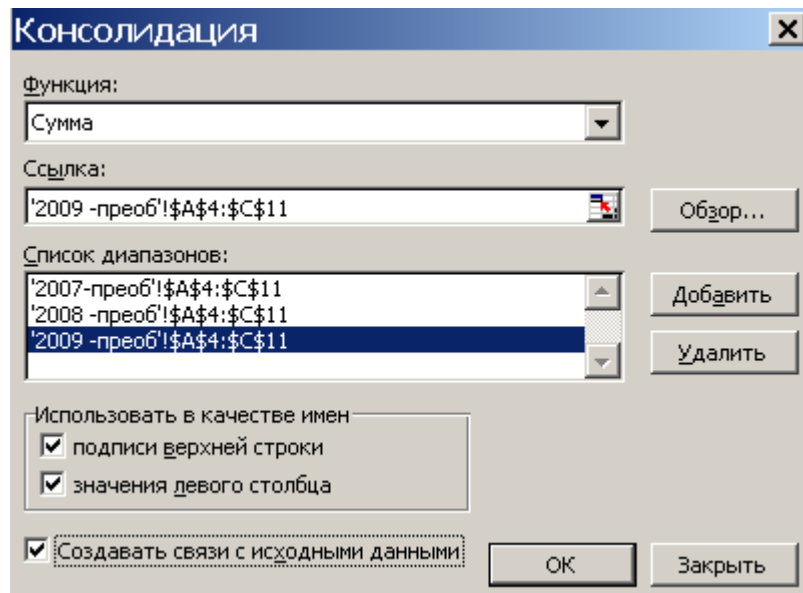 Консолидация
Функция:
Сумма
Ссылка:
'2009 -преоб'!$A$4:$C$11
Обзор...
Список диапазонов:
'2007-преоб'!$A$4:$C$11
'2008 -преоб'!$A$4:$C$11
'2009 -преоб'!$A$4:$C$11
Добавить
Удалить
Использовать в качестве имен
подписи верхней строки
значения левого столбца
Создавать связи с исходными данными
ОК
Закрыть